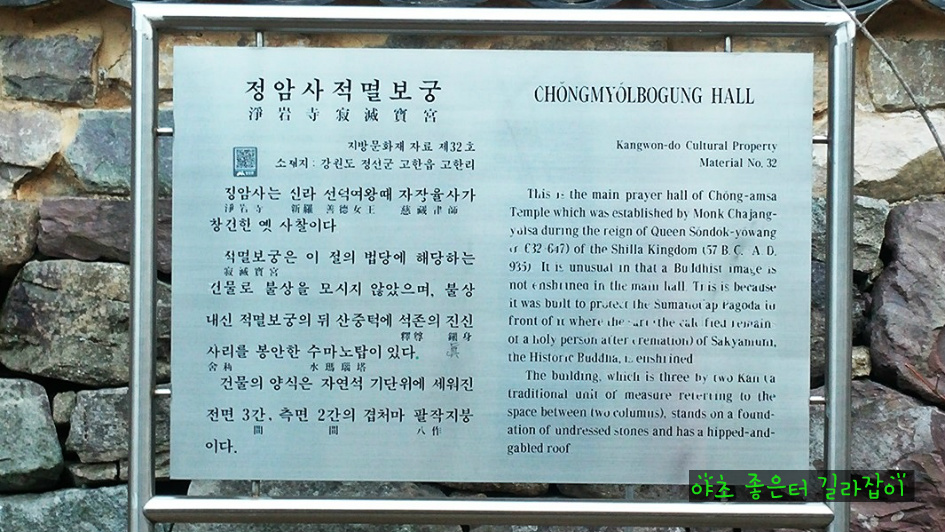 정암사적멸보궁
淨岩寺寂滅寶宮
지방문화재 자료 제32호
소재지 : 강원도 정선군 고한읍 고한리
정암사는 신라 선덕여왕때 자장율사가
淨岩寺 新羅 善德女王 慈藏律師
창건한 옛 사찰이다
적멸보궁은 이 절의 법당에 해당하는
寂滅寶宮
건물로 불상을 모시지 않았으며, 불상
내신 적멸보궁의 뒤 산중턱에 석존의 진신
釋尊 身
사리를 봉안한 수마노탑이 있다. 眞
舍利 水瑪瑙塔
건물의 양식은 자연석 기단위에 세워진
전면 3간, 측면 2간의 겹처마 팔작지붕
間 間 八作
이다.
CHŎNGMYŎLBOGUNG HALL
Kangwon-do Cultural Property
Material No. 32
This is the main prayer hall of Chŏng-amsa
Temple which was established by Monk Chajang-
yulsa during the reign of Queen Sŏndŏk-yŏwang
(r. 632-647) of the Shilla Kingdom (57 B. C. A. D.
935). It is unusual in that a Buddhist image is
not enshrined in the main hall. This is because
it was built to protect the Pagoda in
front of it where the the calcified remains
of a holy person after cremation) of Sakyamuni,
the Historic Buddha, is enshrined
The building, which is three by two Kan (a
traditional unit of measure referring to the
space between two columns), stands on a found-
ation of undressed stones and has a hipped-and-
gabled roof
야초 좋은터 길라잡이